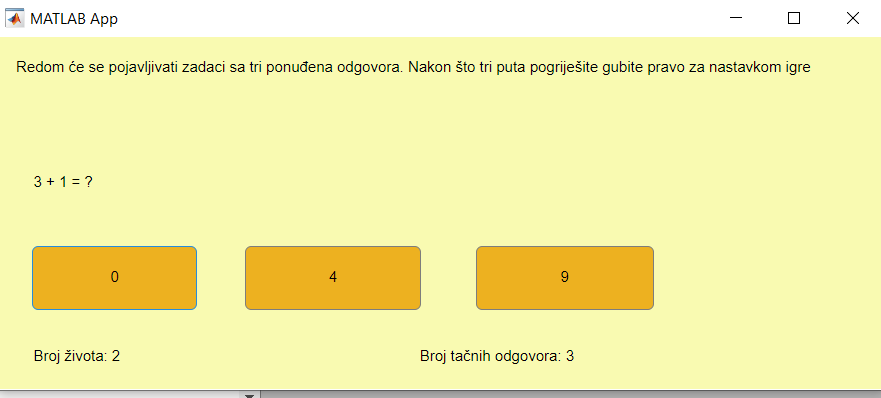 MATLAB App
Redom će se pojavljivati zadaci sa tri ponuđena odgovora. Nakon što tri puta pogriješite gubite pravo za nastavkom igre
3 + 1 = ?
0 4 9
Broj života: 2 Broj tačnih odgovora: 3